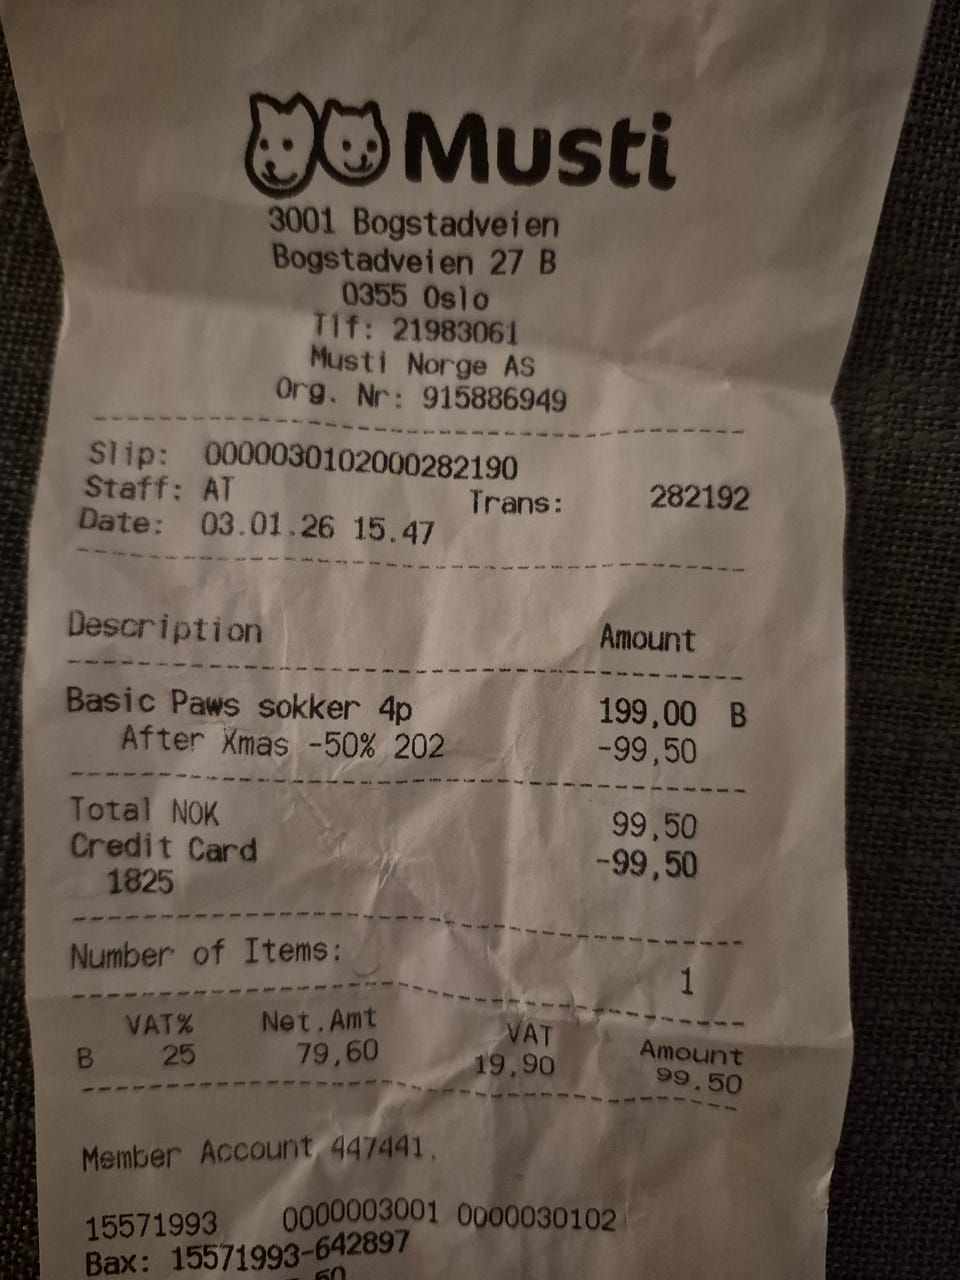 Musti
3001 Bogstadveien
Bogstadveien 27 B
0355 Oslo
Tlf: 21983061
Musti Norge AS
Org. Nr: 915886949
Slip: 0000030102000282190
Staff: AT Trans: 282192
Date: 03.01.26 15.47
Description Amount
Basic Paws sokker 4p 199,00 B
After Xmas -50% 202 -99,50
Total NOK 99,50
Credit Card -99,50
1825
Number of Items: 1
VAT% Net.Amt VAT Amount
B 25 79,60 19,90 99.50
Member Account 447441.
15571993 0000003001 0000030102
Bax: 15571993-642897